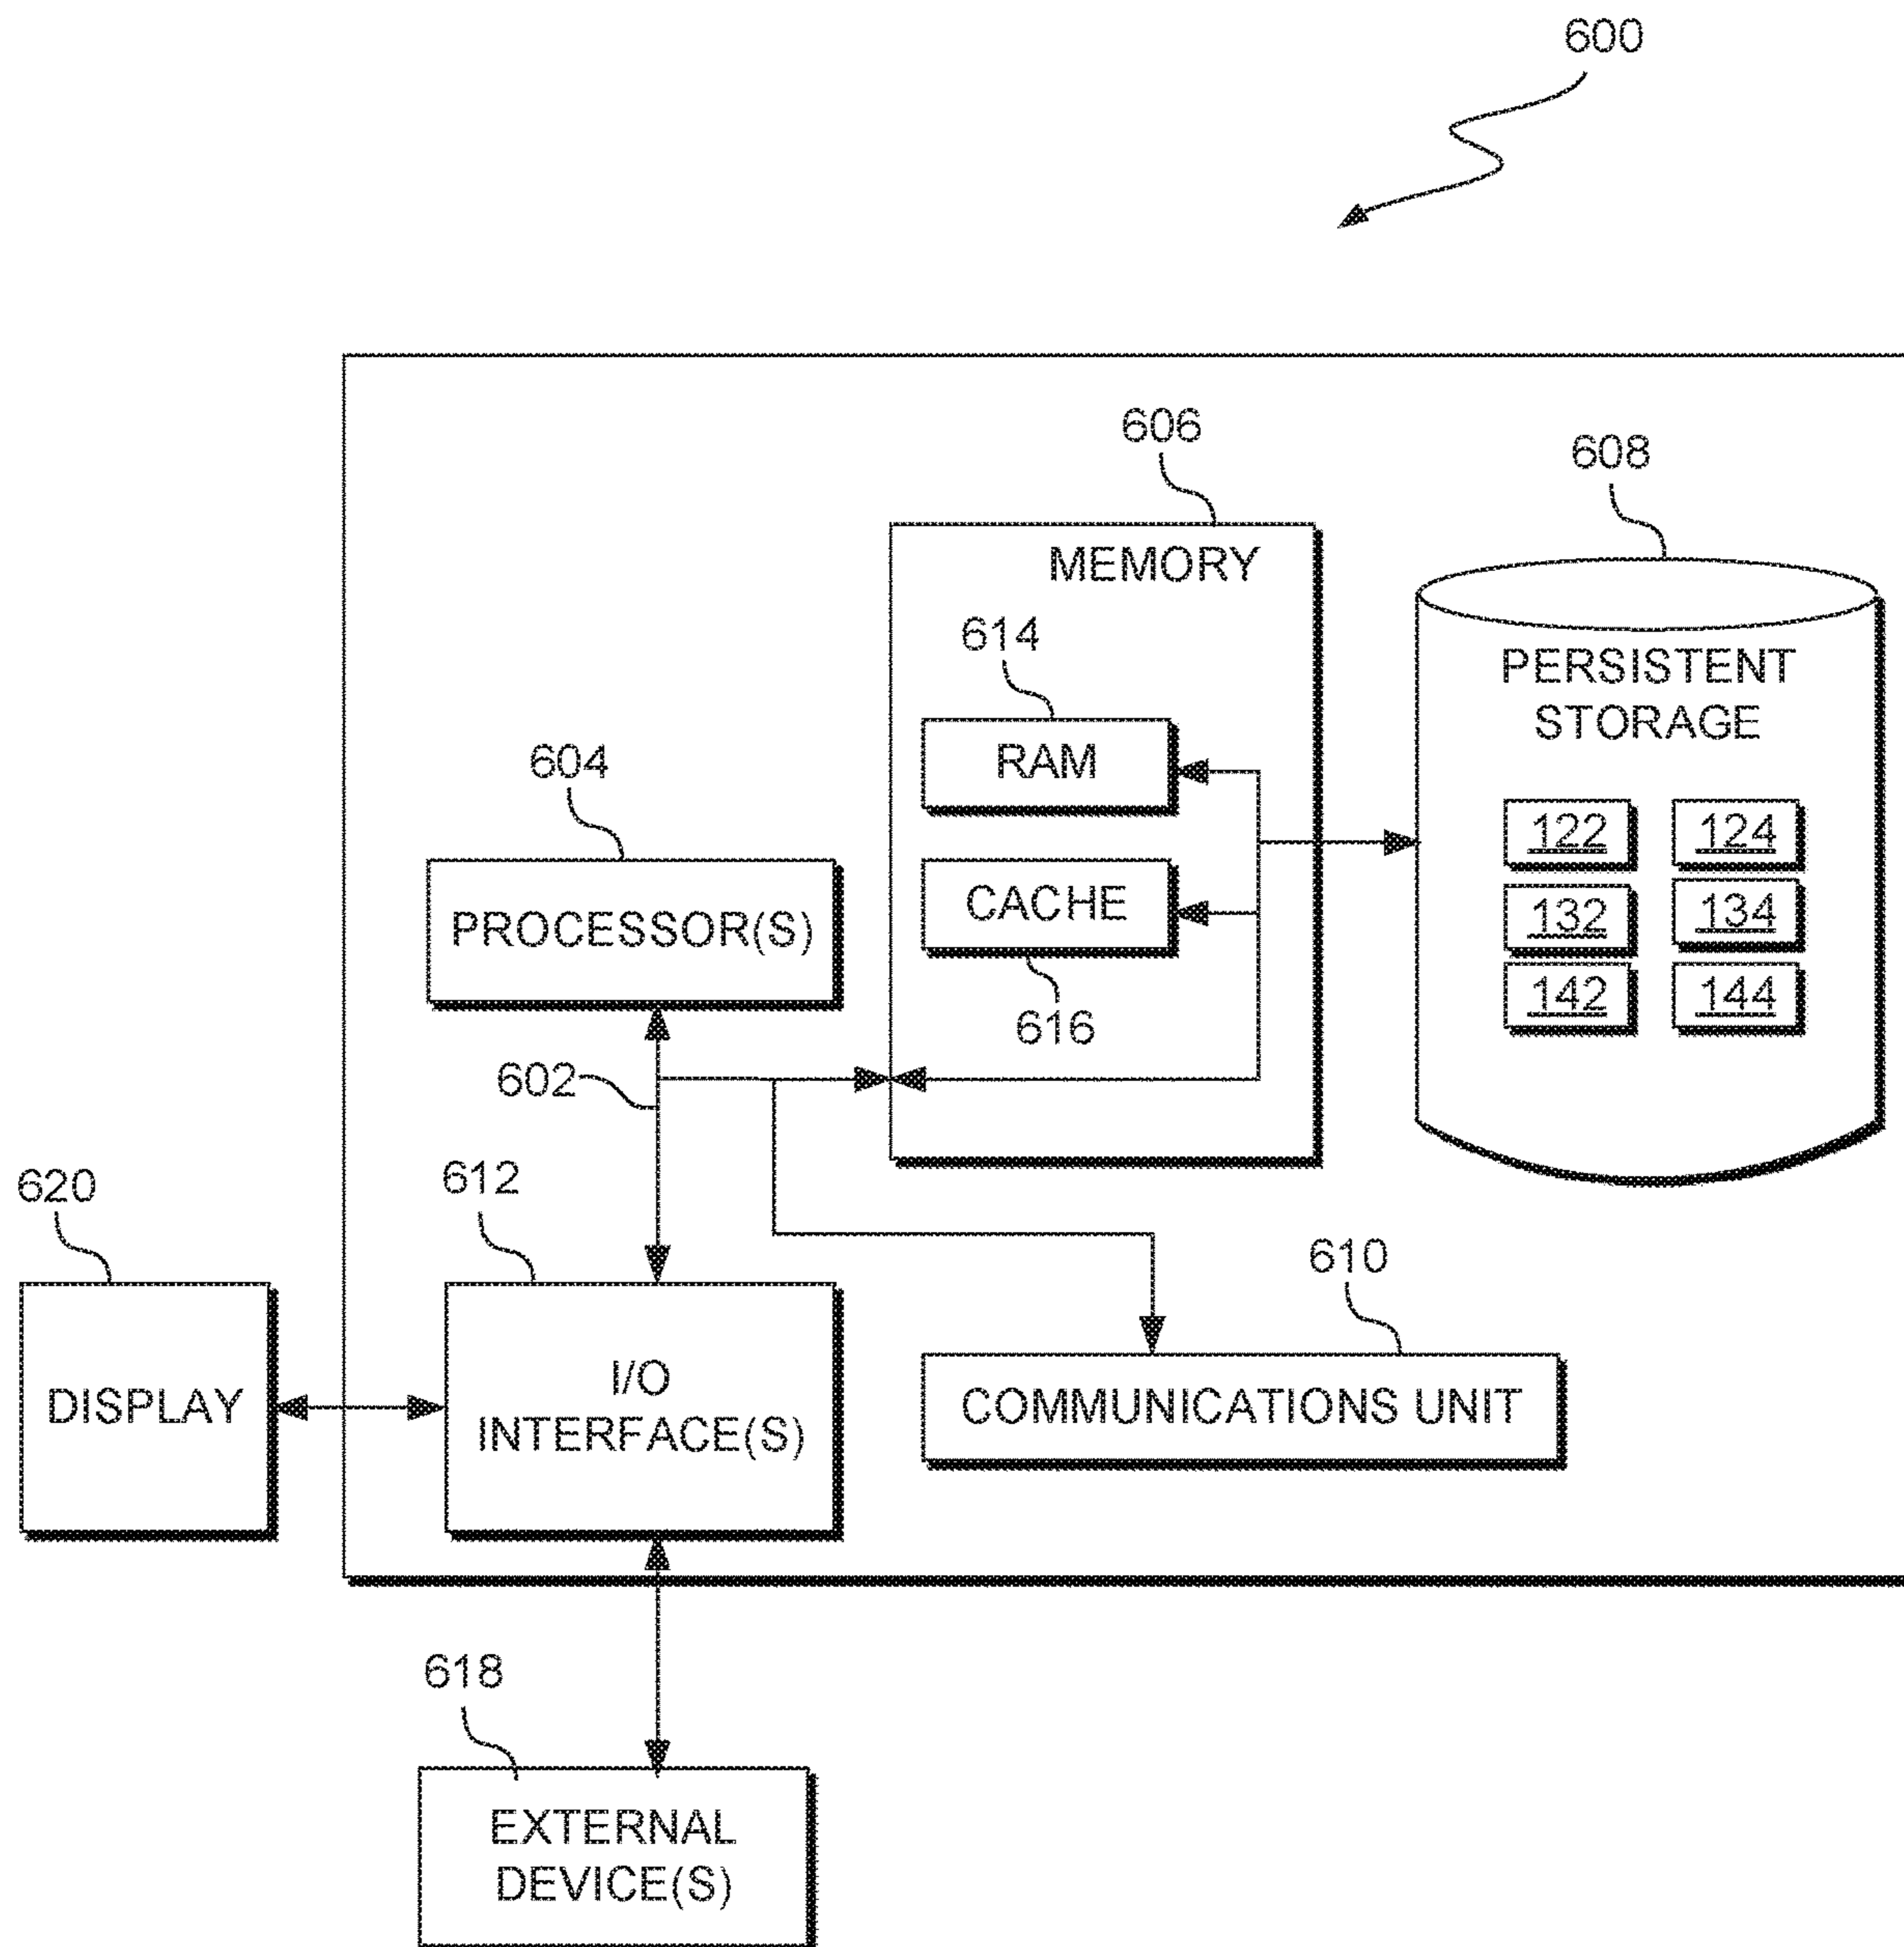 600
606
608
MEMORY
614
PERSISTENT
STORAGE
RAM
604
122 124
CACHE
132 134
PROCESSOR(S)
142 144
616
602
620
612
610
I/O
INTERFACE(S)
DISPLAY
COMMUNICATIONS UNIT
618
EXTERNAL
DEVICE(S)